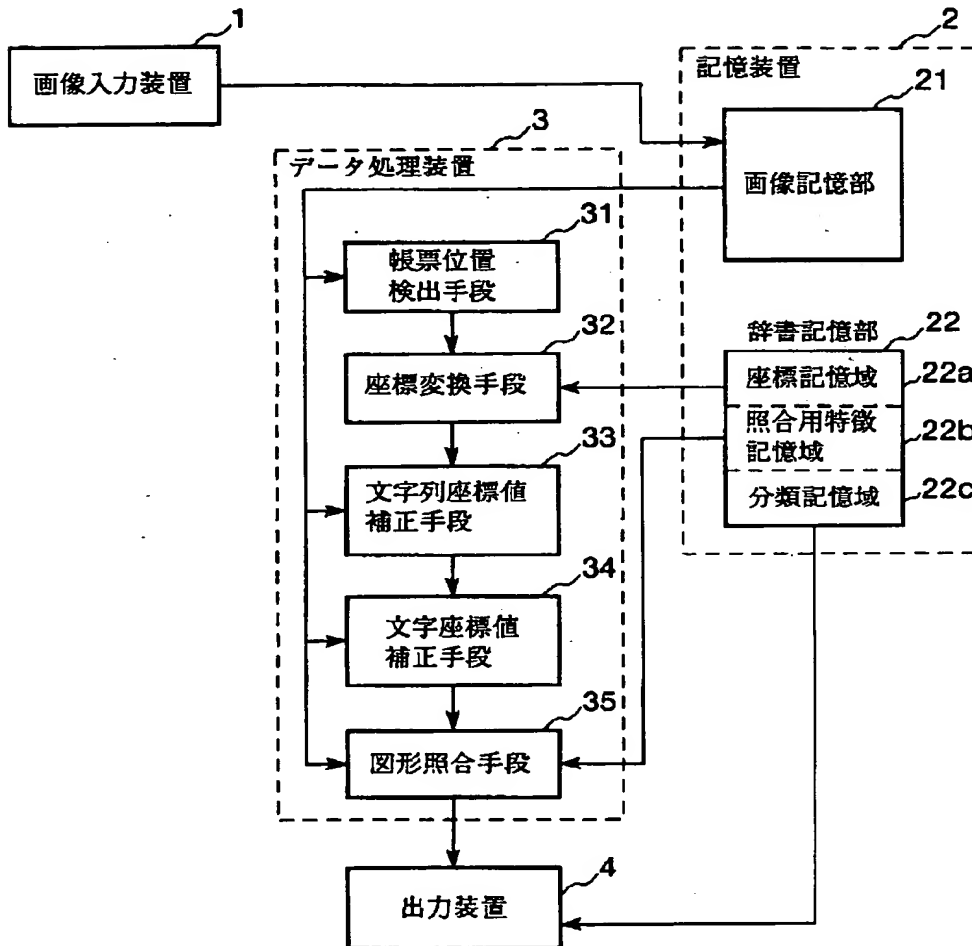 1
画像入力装置
2
記憶装置
21
画像記憶部
3
データ処理装置
31
帳票位置
検出手段
32
座標変換手段
33
文字列座標値
補正手段
34
文字座標値
補正手段
35
図形照合手段
辞書記憶部
22
座標記憶域
22a
照合用特徴
記憶域
22b
分類記憶域
22c
4
出力装置